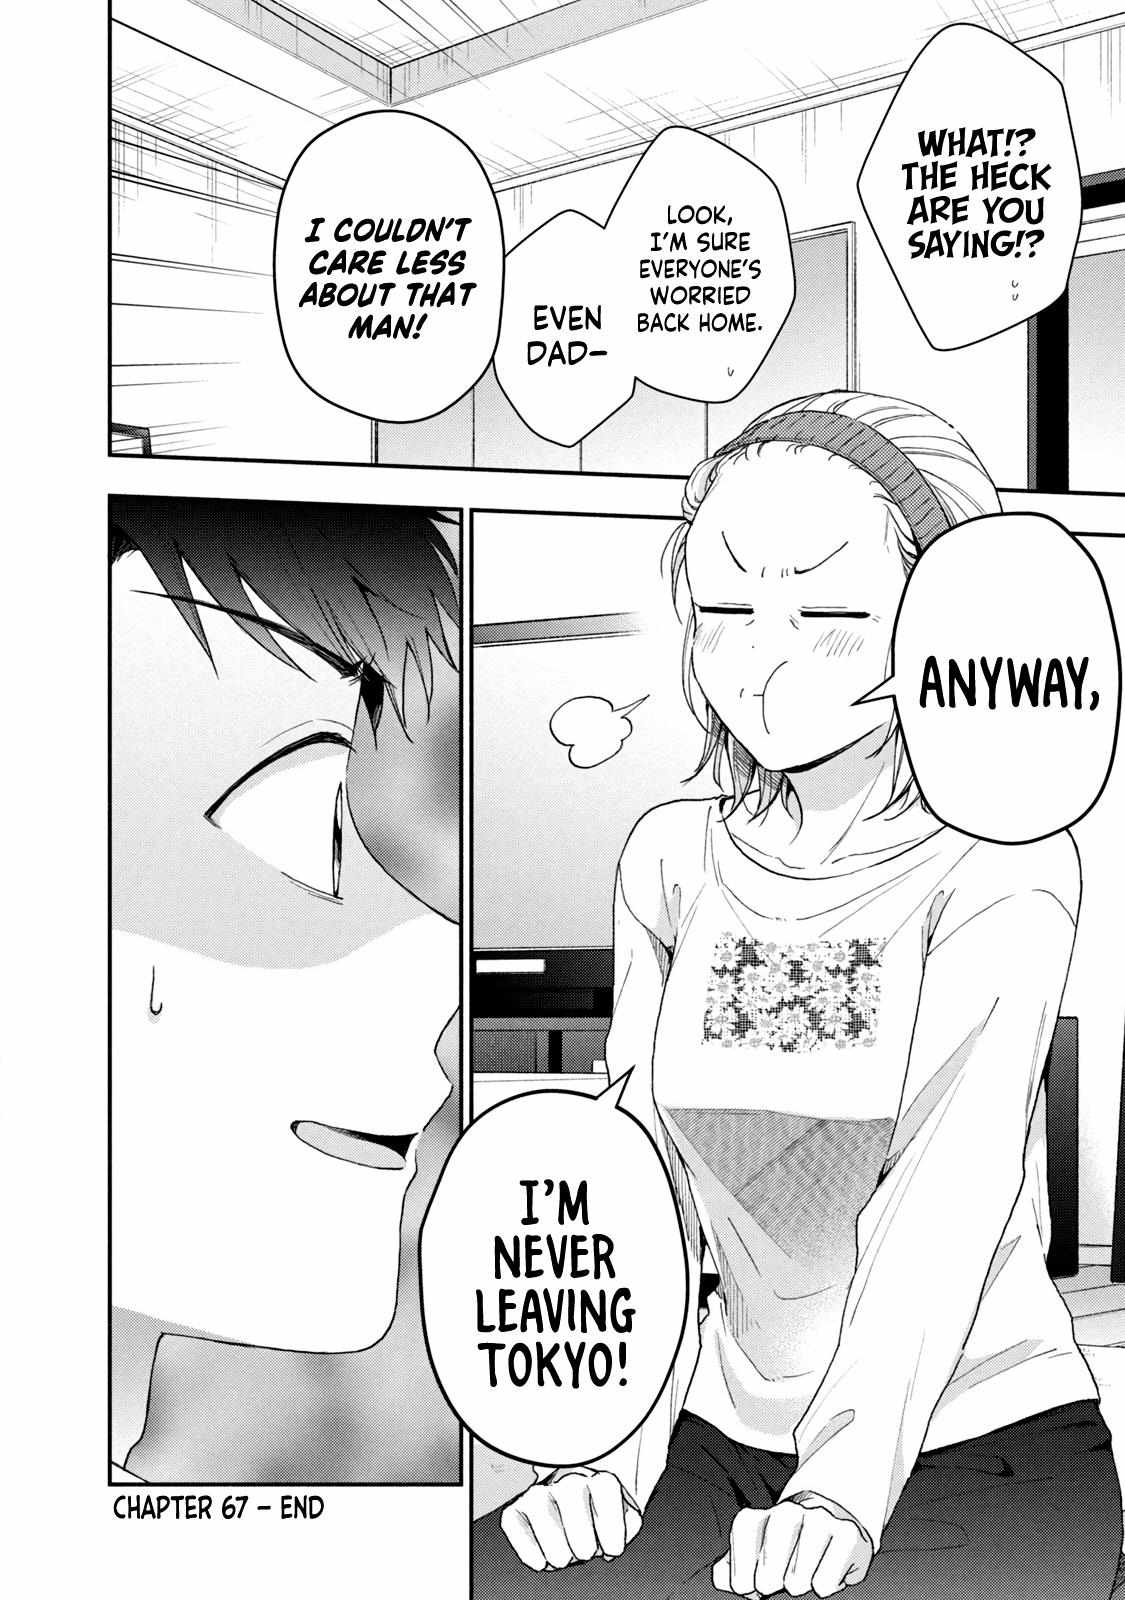 WHAT!?
THE HECK
ARE YOU
SAYING!?
LOOK,
I'M SURE
EVERYONE'S
WORRIED
BACK HOME.
EVEN
DAD–
I COULDN'T
CARE LESS
ABOUT THAT
MAN!
ANYWAY,
I'M
NEVER
LEAVING
TOKYO!
CHAPTER 67 – END